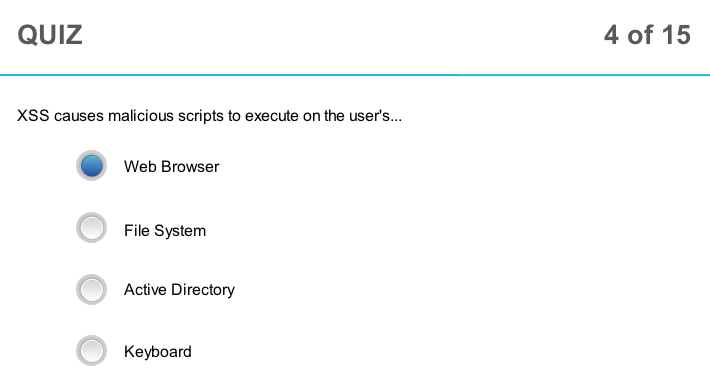 QUIZ
4 of 15
XSS causes malicious scripts to execute on the user's...
Web Browser
File System
Active Directory
Keyboard